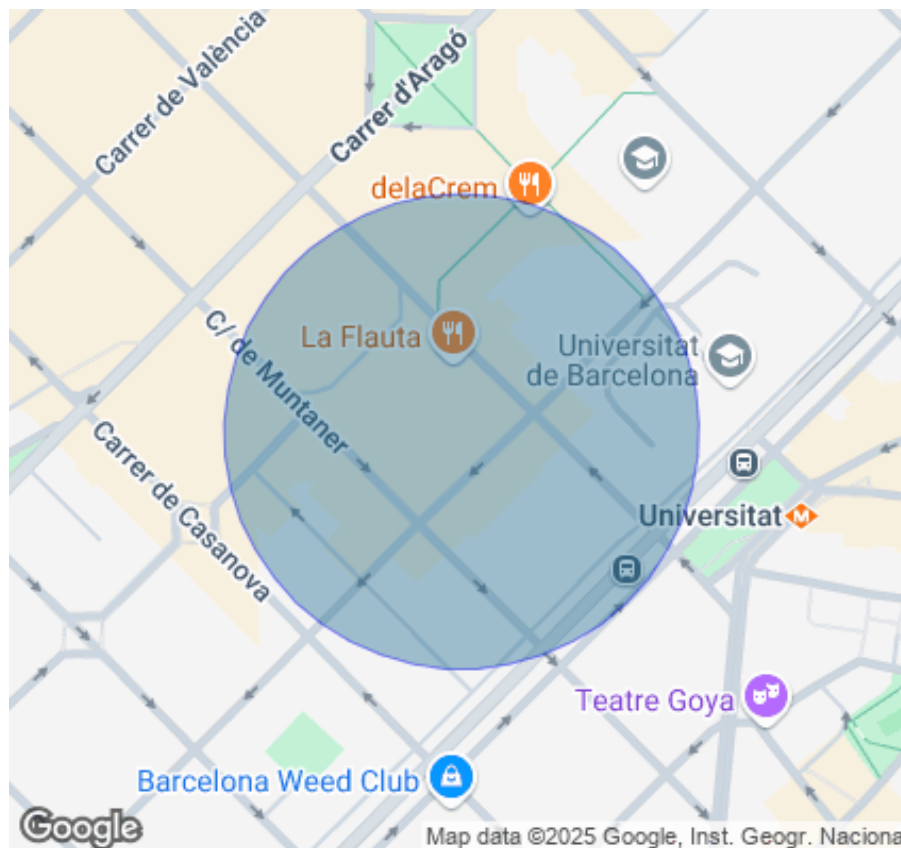 Carrer de València
Carrer d'Aragó
delaCrem
C/ de Muntaner
La Flauta
Universitat
de Barcelona
Carrer de Casanova
Universitat
M
Teatre Goya
Barcelona Weed Club
Google
Map data ©2025 Google, Inst. Geogr. Naciona